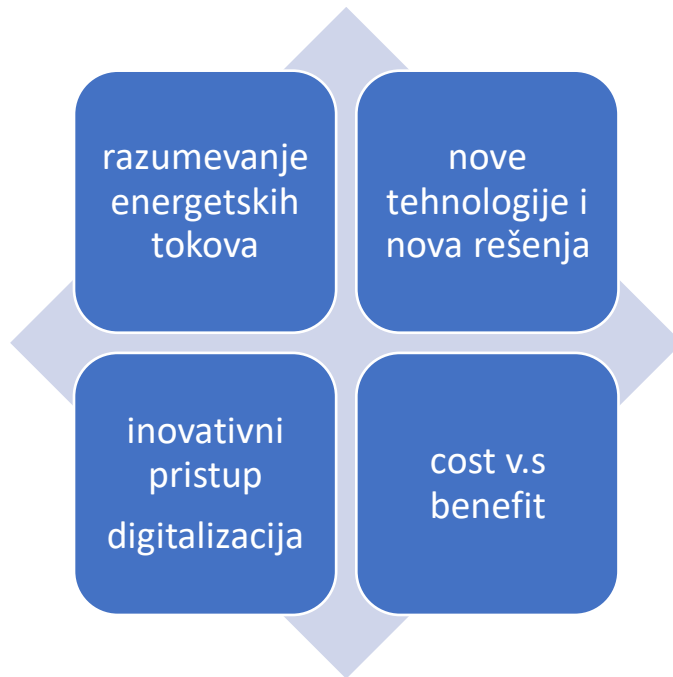 razumevanje
energetskih
tokova
nove
tehnologije i
nova rešenja
inovativni
pristup
digitalizacija
cost v.s
benefit